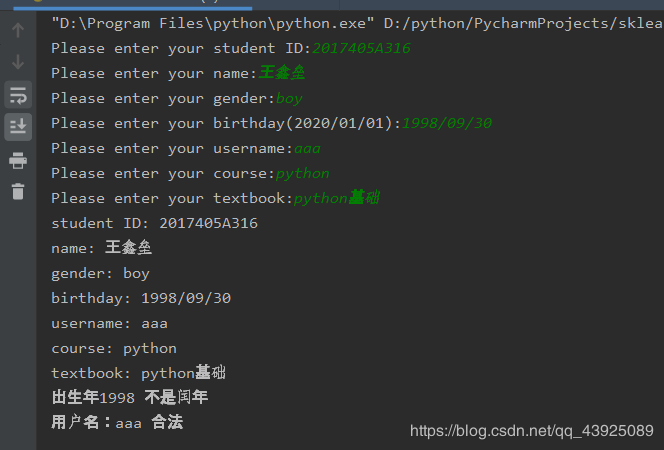 "D:\Program Files\python\python.exe" D:/python/PycharmProjects/sklea
Please enter your student ID:2017405A316
Please enter your name:王鑫垒
Please enter your gender:boy
Please enter your birthday(2020/01/01):1998/09/30
Please enter your username:aaa
Please enter your course:python
Please enter your textbook:python基础
student ID: 2017405A316
name: 王鑫垒
gender: boy
birthday: 1998/09/30
username: aaa
course: python
textbook: python基础
出生年1998 不是闰年
用户名：aaa 合法
https://blog.csdn.net/qq_43925089